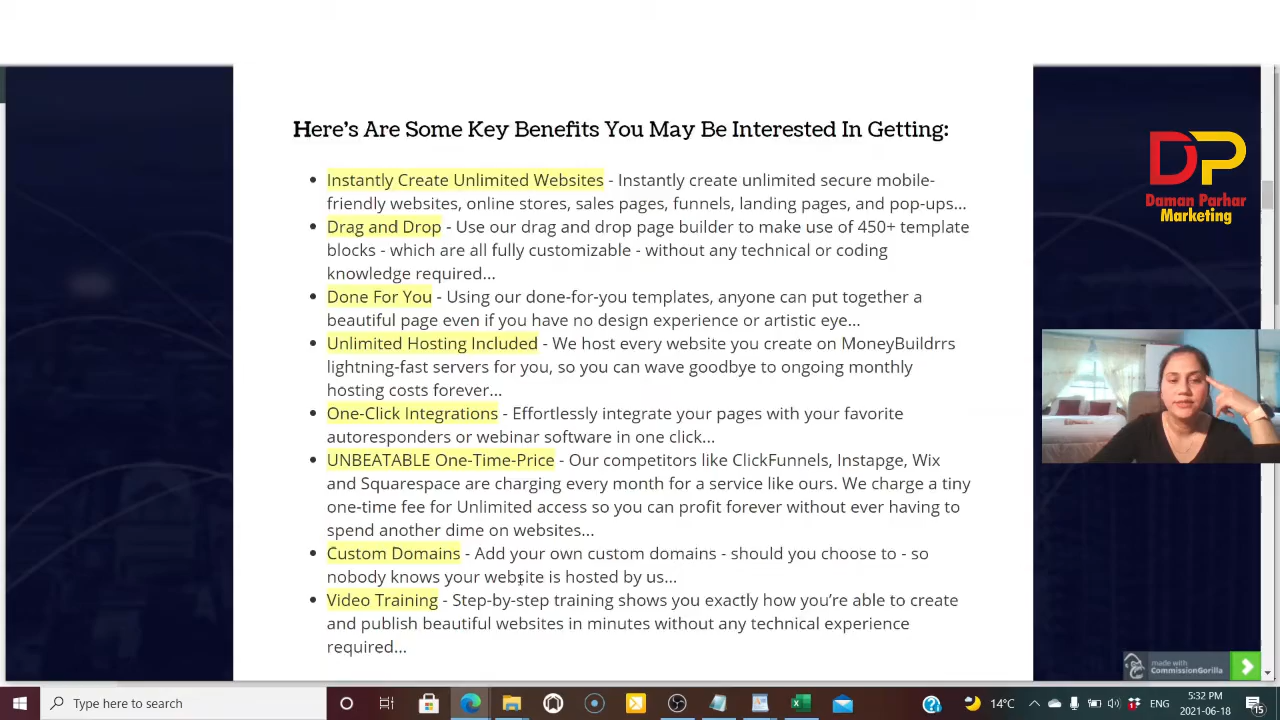 Here's Are Some Key Benefits You May Be Interested In Getting:
Instantly Create Unlimited Websites - Instantly create unlimited secure mobile-
friendly websites, online stores, sales pages, funnels, landing pages, and pop-ups...
Drag and Drop - Use our drag and drop page builder to make use of 450+ template
blocks - which are all fully customizable - without any technical or coding
knowledge required...
Done For You - Using our done-for-you templates, anyone can put together a
beautiful page even if you have no design experience or artistic eye...
Unlimited Hosting Included - We host every website you create on MoneyBuildrrs
lightning-fast servers for you, so you can wave goodbye to ongoing monthly
hosting costs forever...
One-Click Integrations - Effortlessly integrate your pages with your favorite
autoresponders or webinar software in one click...
UNBEATABLE One-Time-Price - Our competitors like ClickFunnels, Instapge, Wix
and Squarespace are charging every month for a service like ours. We charge a tiny
one-time fee for Unlimited access so you can profit forever without ever having to
spend another dime on websites...
Custom Domains - Add your own custom domains - should you choose to - so
nobody knows your website is hosted by us...
Video Training - Step-by-step training shows you exactly how you're able to create
and publish beautiful websites in minutes without any technical experience
required...
DP
Daman Parhar
Marketing
made with
CommissionGorilla
Type here to search
14°C
ENG
5:32 PM
2021-06-18
15